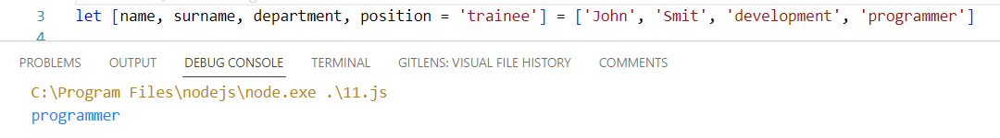 3 let [name, surname, department, position = 'trainee'] = ['John', 'Smit', 'development', 'programmer']
4
PROBLEMS OUTPUT DEBUG CONSOLE TERMINAL GITLENS: VISUAL FILE HISTORY COMMENTS
C:\Program Files\nodejs\node.exe .\11.js
programmer